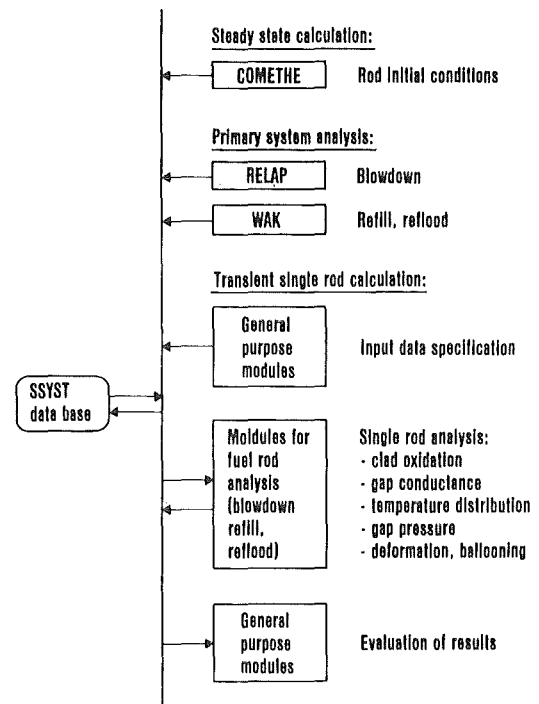 Steady state calculation:
COMETHE
Rod initial conditions
Primary system analysis:
RELAP
Blowdown
WAK
Refill, reflood
Transient single rod calculation:
General
purpose
modules
Input data specification
SSYST
data base
Moldules for
fuel rod
analysis
(blowdown
refill,
reflood)
Single rod analysis:
- clad oxidation
- gap conductance
- temperature distribution
- gap pressure
- deformation, ballooning
General
purpose
modules
Evaluation of results